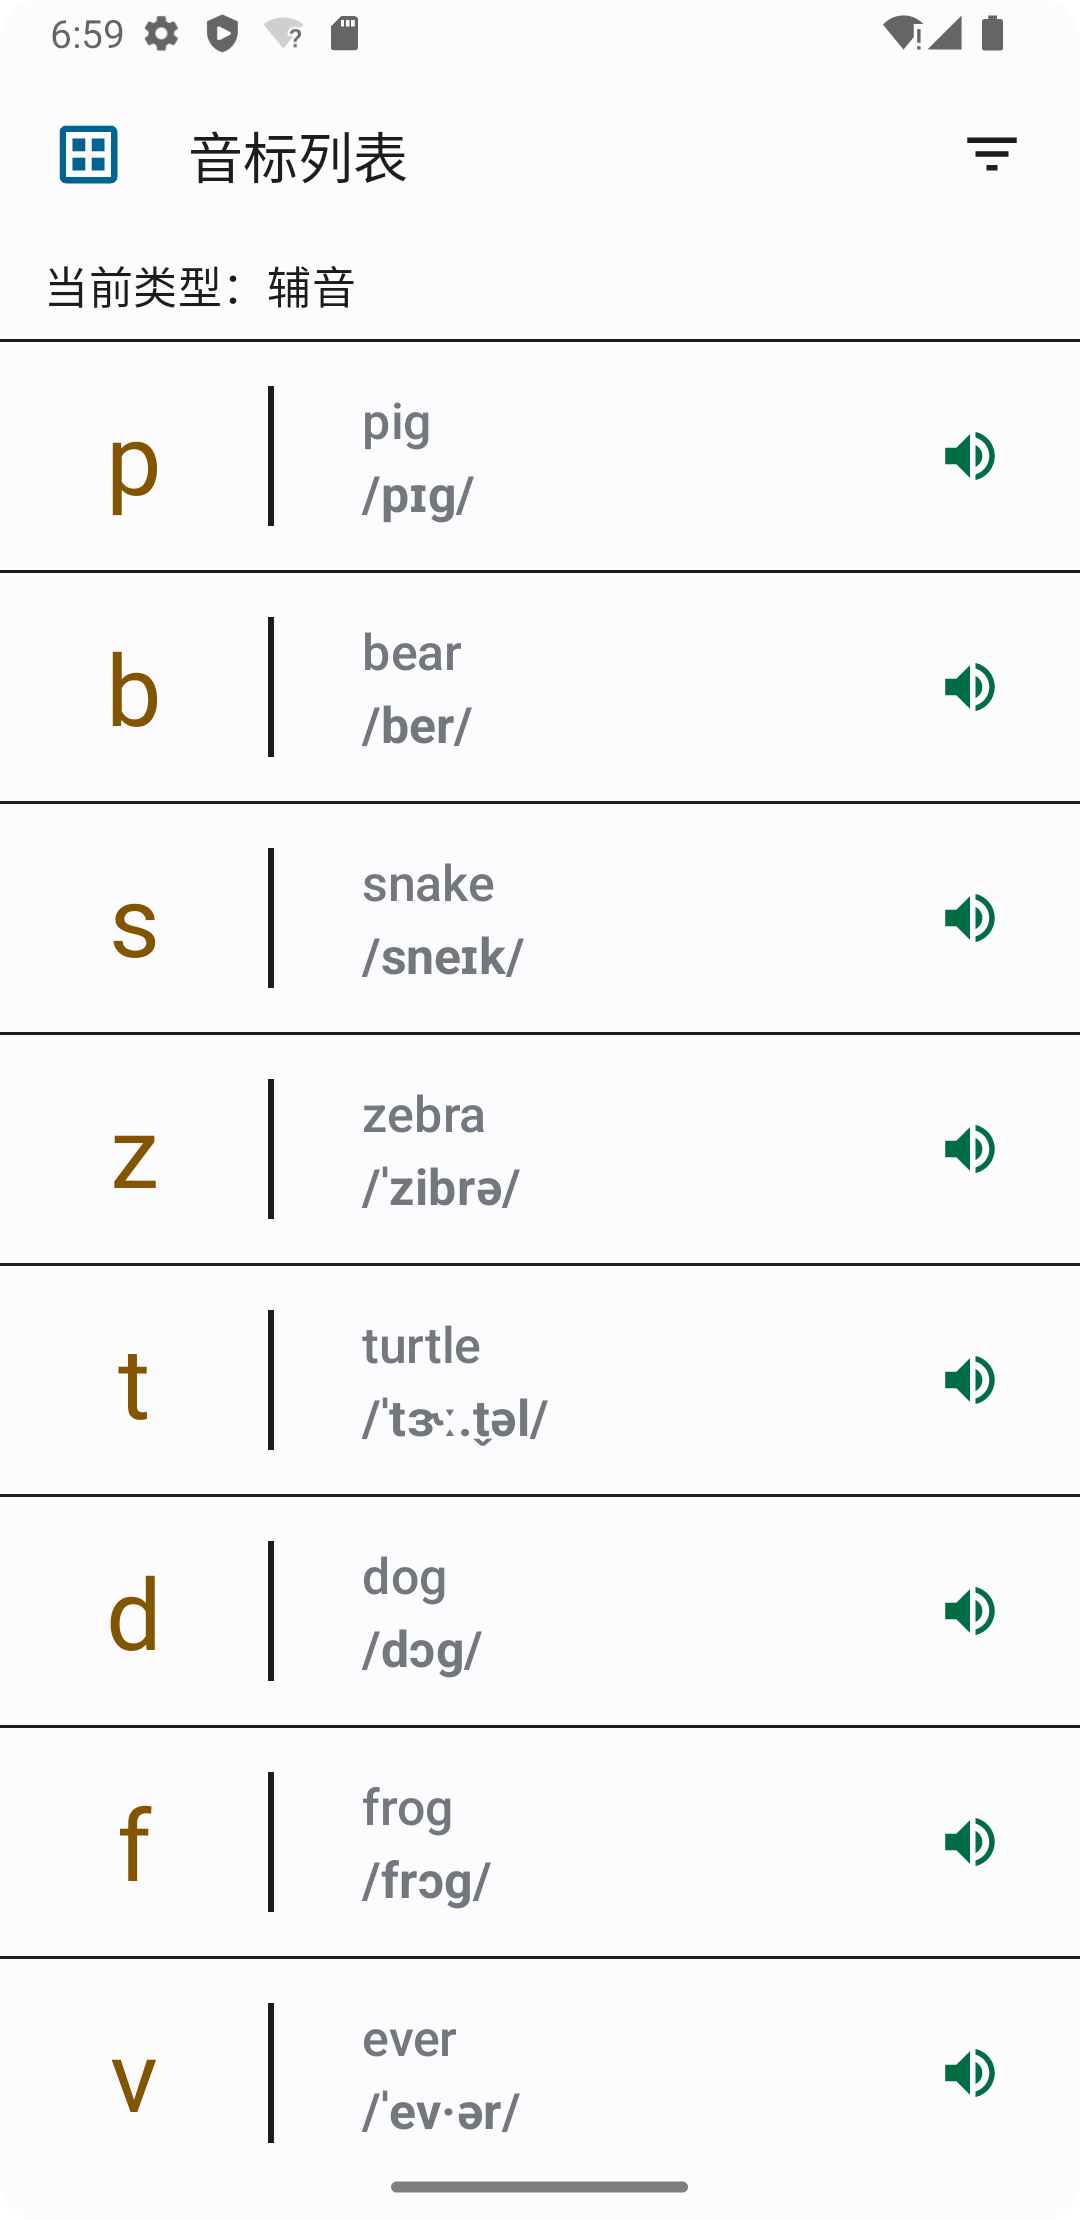 6:59
音标列表
当前类型：辅音
p
pig
/pɪg/
b
bear
/ber/
s
snake
/sneɪk/
z
zebra
/ˈzibrə/
t
turtle
/ˈtɝː.t̬əl/
d
dog
/dɔg/
f
frog
/frɔg/
v
ever
/ˈev·ər/